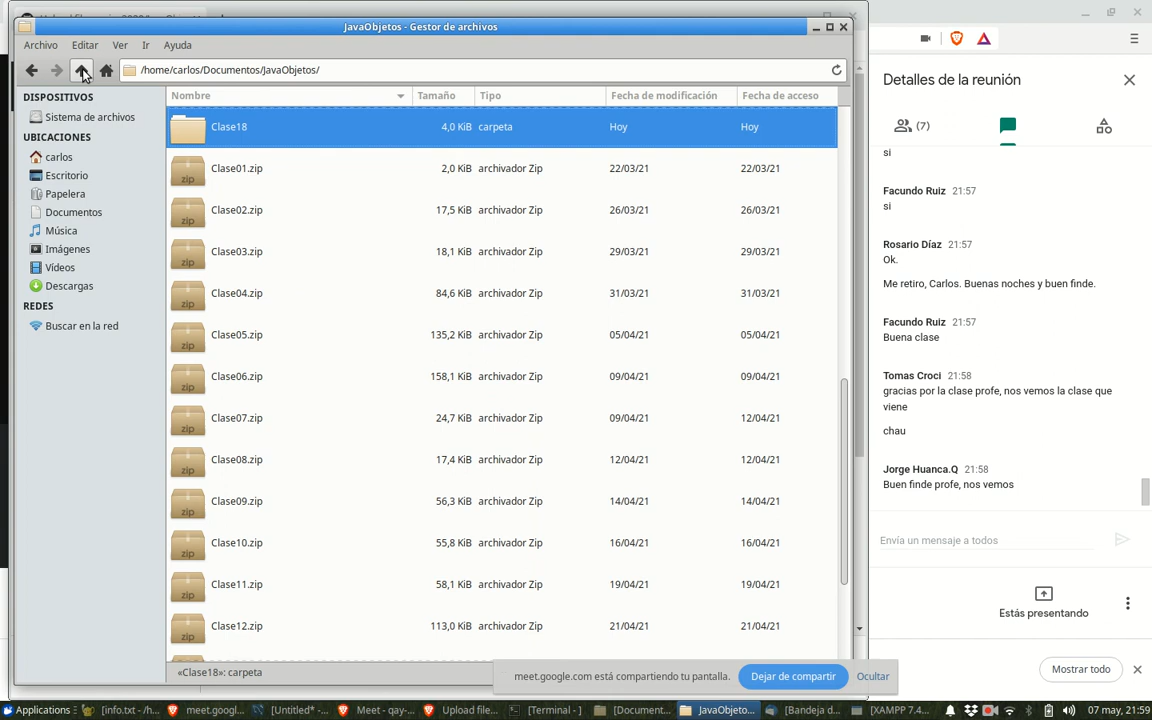 JavaObjetos - Gestor de archivos
Archivo Editar Ver Ir Ayuda
/home/carlos/Documentos/JavaObjetos/
DISPOSITIVOS
Sistema de archivos
UBICACIONES
carlos
Escritorio
Papelera
Documentos
Música
Imágenes
Vídeos
Descargas
REDES
Buscar en la red
Nombre Tamaño Tipo Fecha de modificación Fecha de acceso
Clase18 4,0 KiB carpeta Hoy Hoy
zip Clase01.zip 2,0 KiB archivador Zip 22/03/21 22/03/21
zip Clase02.zip 17,5 KiB archivador Zip 26/03/21 26/03/21
zip Clase03.zip 18,1 KiB archivador Zip 29/03/21 29/03/21
zip Clase04.zip 84,6 KiB archivador Zip 31/03/21 31/03/21
zip Clase05.zip 135,2 KiB archivador Zip 05/04/21 05/04/21
zip Clase06.zip 158,1 KiB archivador Zip 09/04/21 09/04/21
zip Clase07.zip 24,7 KiB archivador Zip 09/04/21 12/04/21
zip Clase08.zip 17,4 KiB archivador Zip 12/04/21 12/04/21
zip Clase09.zip 56,3 KiB archivador Zip 14/04/21 14/04/21
zip Clase10.zip 55,8 KiB archivador Zip 16/04/21 16/04/21
zip Clase11.zip 58,1 KiB archivador Zip 19/04/21 19/04/21
zip Clase12.zip 113,0 KiB archivador Zip 21/04/21 21/04/21
«Clase18»: carpeta
meet.google.com está compartiendo tu pantalla. Dejar de compartir Ocultar
Detalles de la reunión
(7)
si
Facundo Ruiz 21:57
si
Rosario Díaz 21:57
Ok.
Me retiro, Carlos. Buenas noches y buen finde.
Facundo Ruiz 21:57
Buena clase
Tomas Croci 21:58
gracias por la clase profe, nos vemos la clase que
viene
chau
Jorge Huanca.Q 21:58
Buen finde profe, nos vemos
Envía un mensaje a todos
Estás presentando
Mostrar todo
Applications [info.txt - /h... meet.googl... [Untitled* -... Meet - qay-... Upload file... [Terminal - ] [Document... JavaObjeto... [Bandeja d... [XAMPP 7.4... 07 may, 21:59